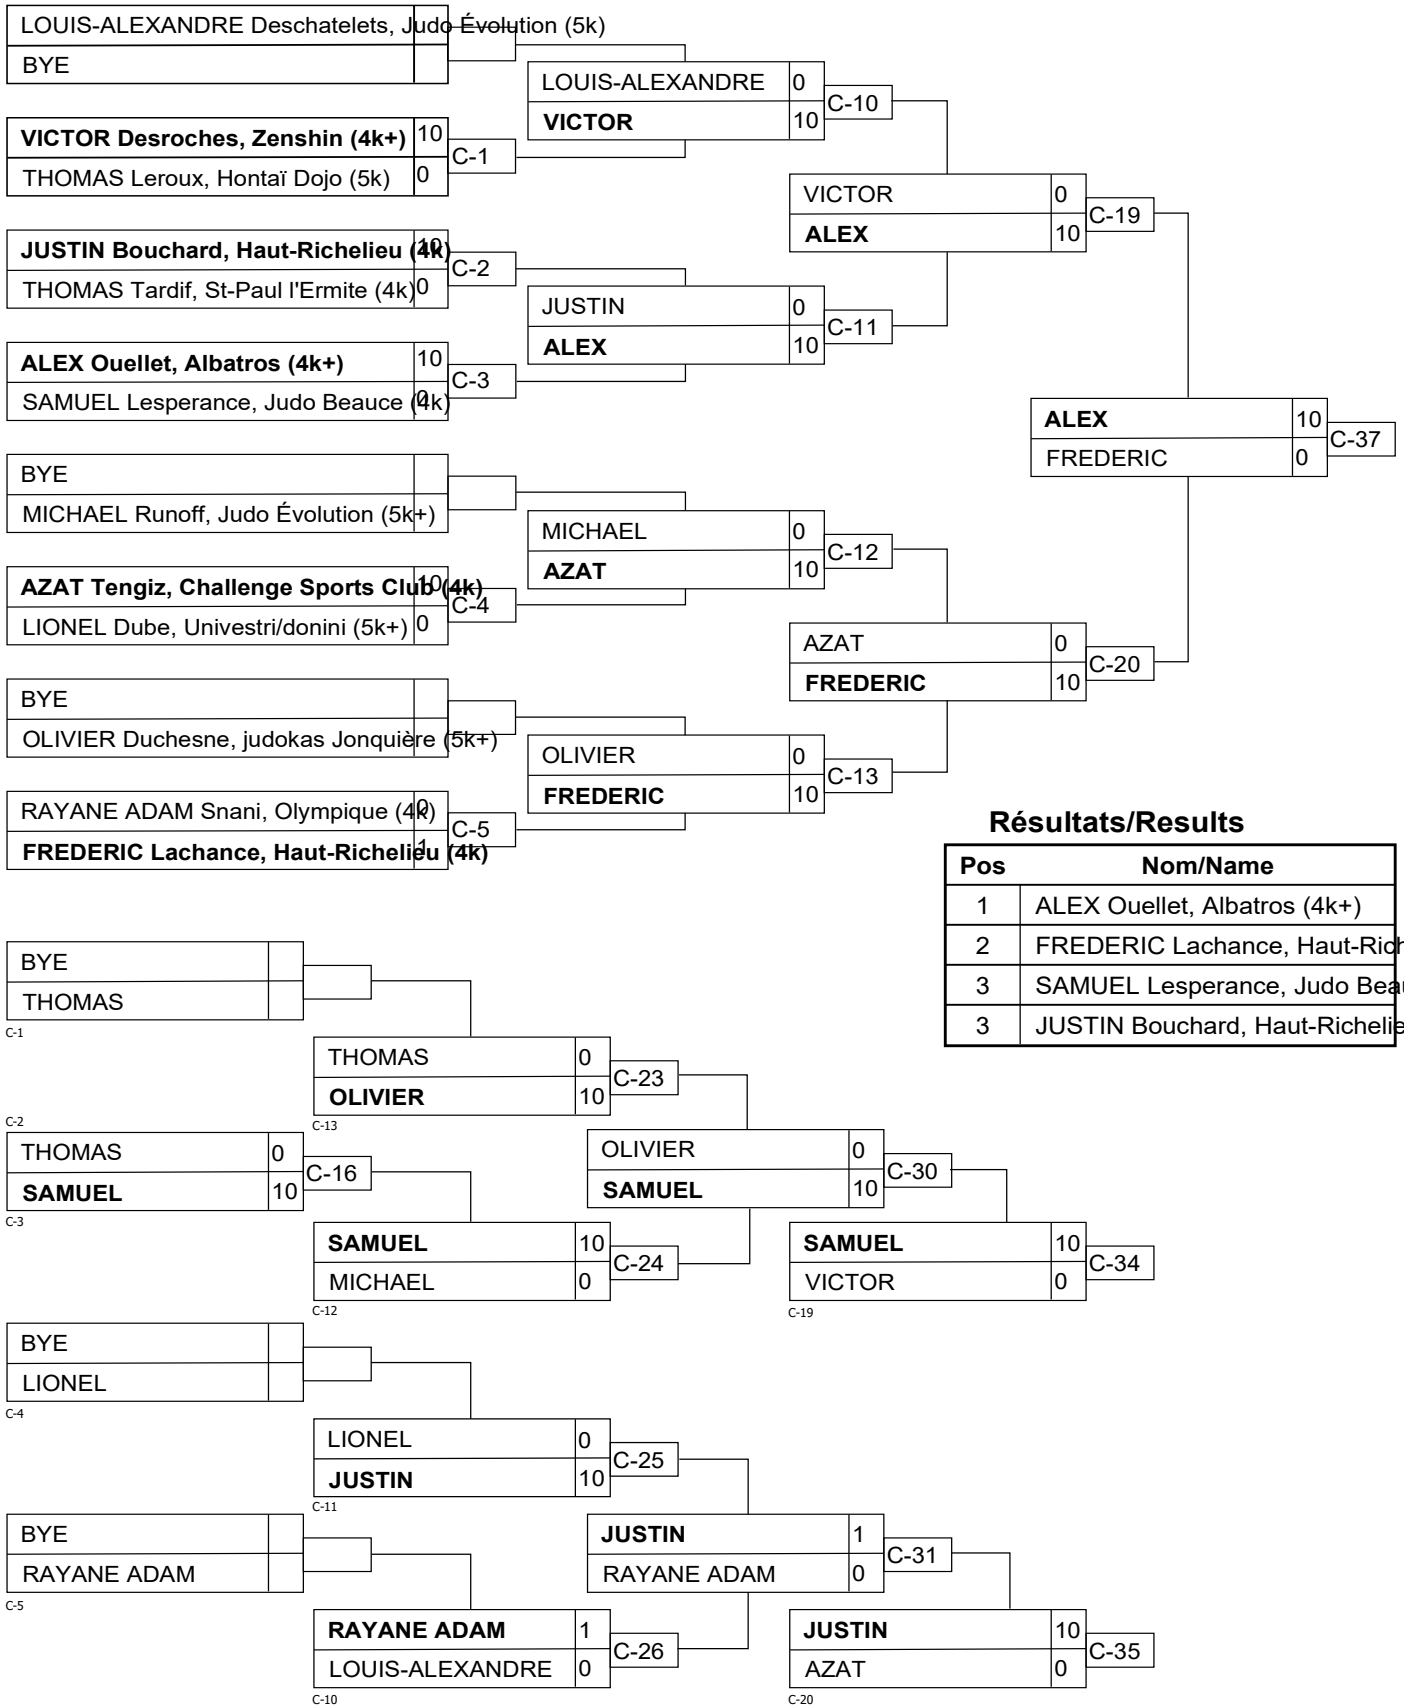 LOUIS-ALEXANDRE Deschatelets, Judo Évolution (5k)
BYE
VICTOR Desroches, Zenshin (4k+) 10
THOMAS Leroux, Hontaï Dojo (5k) 0
C-1
JUSTIN Bouchard, Haut-Richelieu (4k) 10
THOMAS Tardif, St-Paul l'Ermite (4k) 0
C-2
ALEX Ouellet, Albatros (4k+) 10
SAMUEL Lesperance, Judo Beauce (4k) 0
C-3
BYE
MICHAEL Runoff, Judo Évolution (5k+)
AZAT Tengiz, Challenge Sports Club (4k) 10
LIONEL Dube, Univestri/donini (5k+) 0
C-4
BYE
OLIVIER Duchesne, judokas Jonquière (5k+)
RAYANE ADAM Snani, Olympique (4k) 0
FREDERIC Lachance, Haut-Richelieu (4k) 1
C-5
LOUIS-ALEXANDRE 0
VICTOR 10
C-10
JUSTIN 0
ALEX 10
C-11
MICHAEL 0
AZAT 10
C-12
OLIVIER 0
FREDERIC 10
C-13
VICTOR 0
ALEX 10
C-19
AZAT 0
FREDERIC 10
C-20
ALEX 10
FREDERIC 0
C-37
Résultats/Results
Pos Nom/Name
1 ALEX Ouellet, Albatros (4k+)
2 FREDERIC Lachance, Haut-Rich
3 SAMUEL Lesperance, Judo Beau
3 JUSTIN Bouchard, Haut-Richelie
BYE
THOMAS
C-1
C-2
THOMAS 0
SAMUEL 10
C-16
C-3
THOMAS 0
OLIVIER 10
C-23
C-13
SAMUEL 10
MICHAEL 0
C-24
C-12
OLIVIER 0
SAMUEL 10
C-30
SAMUEL 10
VICTOR 0
C-34
C-19
BYE
LIONEL
C-4
BYE
RAYANE ADAM
C-5
LIONEL 0
JUSTIN 10
C-25
C-11
RAYANE ADAM 1
LOUIS-ALEXANDRE 0
C-26
C-10
JUSTIN 1
RAYANE ADAM 0
C-31
JUSTIN 10
AZAT 0
C-35
C-20